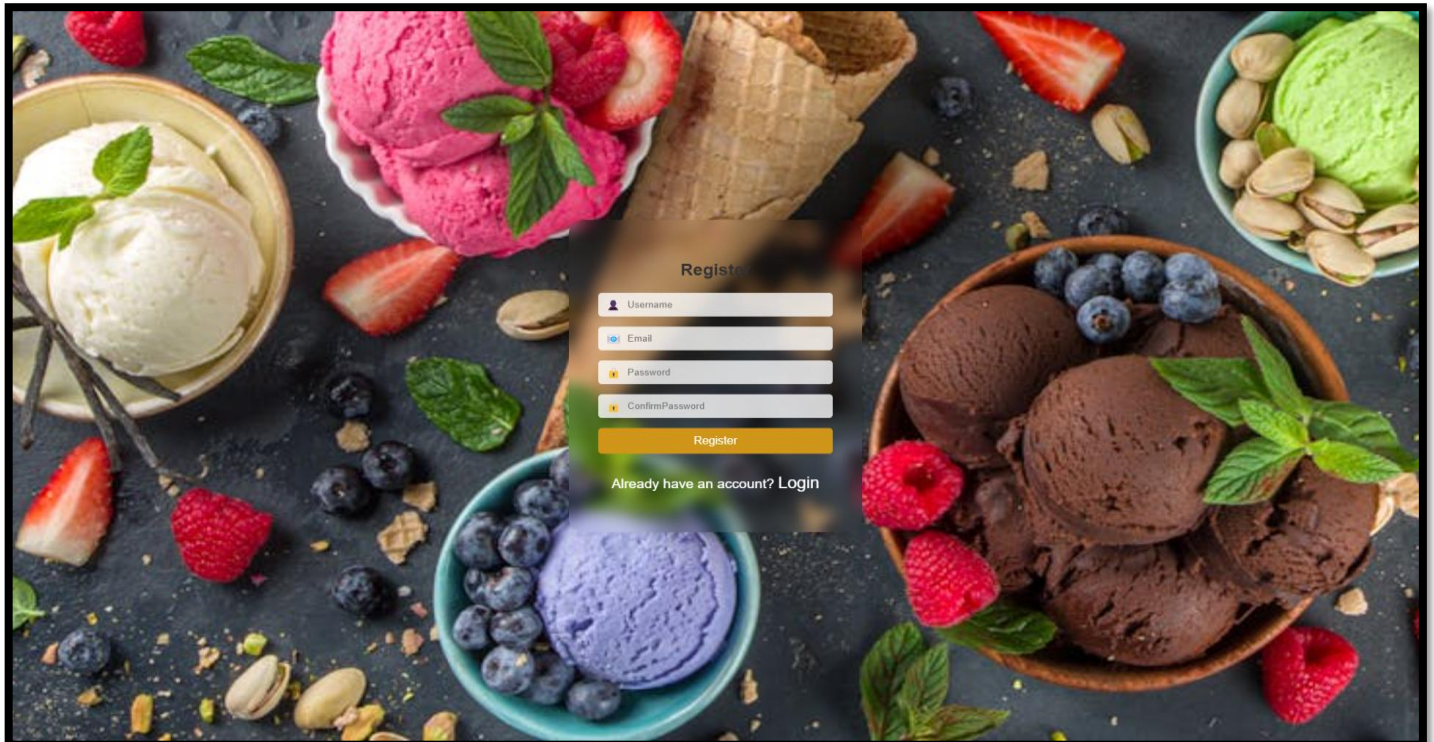 Register
Username
Email
Password
ConfirmPassword
Register
Already have an account? Login